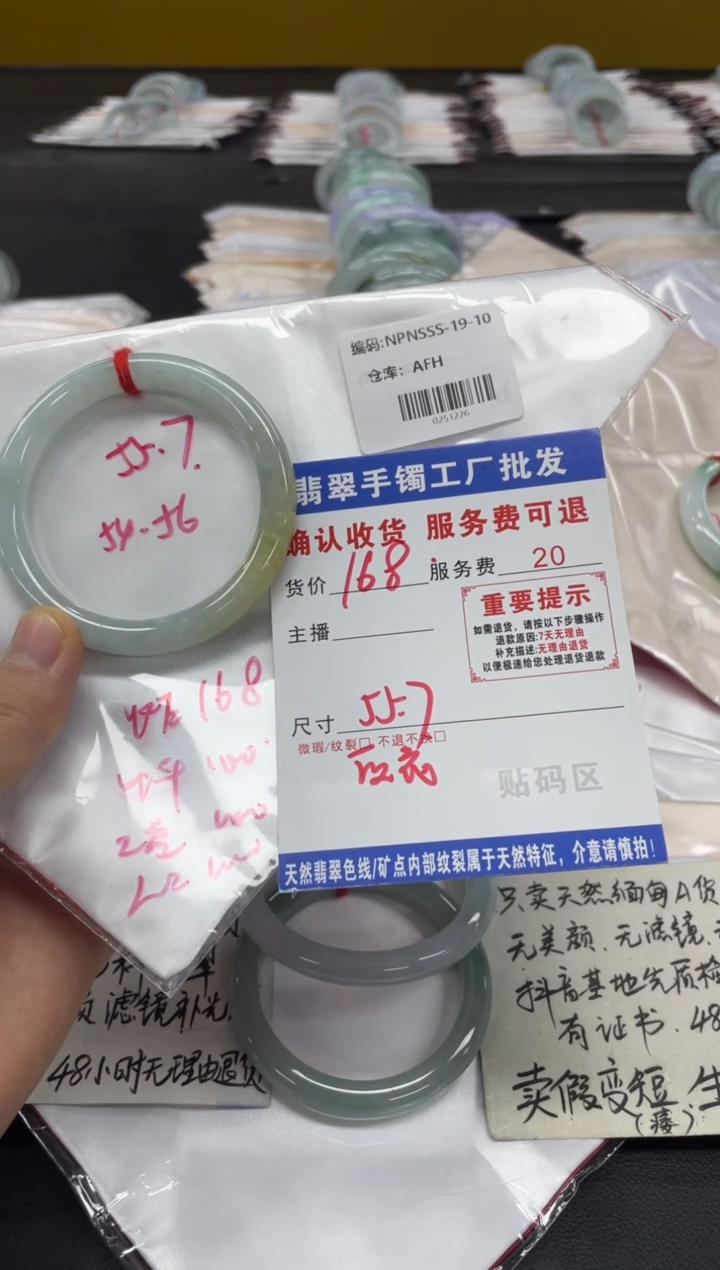 编码:NPNSSS-19-10
仓库: AFH
0251226
55.7.
54-56
翡翠手镯工厂批发
确认收货 服务费可退
货价 168. 服务费 20
重要提示
如需退货，请按以下步骤操作
退款原因:7天无理由
补充描述:无理由退货
以便极速给您处理退货退款
主播
尺寸 55.7
微瑕/纹裂□ 不退不换□
贴码区
168
天然翡翠色线/矿点内部纹裂属于天然特征，介意请慎拍！
滤镜补光
48小时无理由退货
只卖天然缅甸A货
无美颜、无滤镜、
抖音基地先质检
有证书、48
卖假变短 生
(矮)